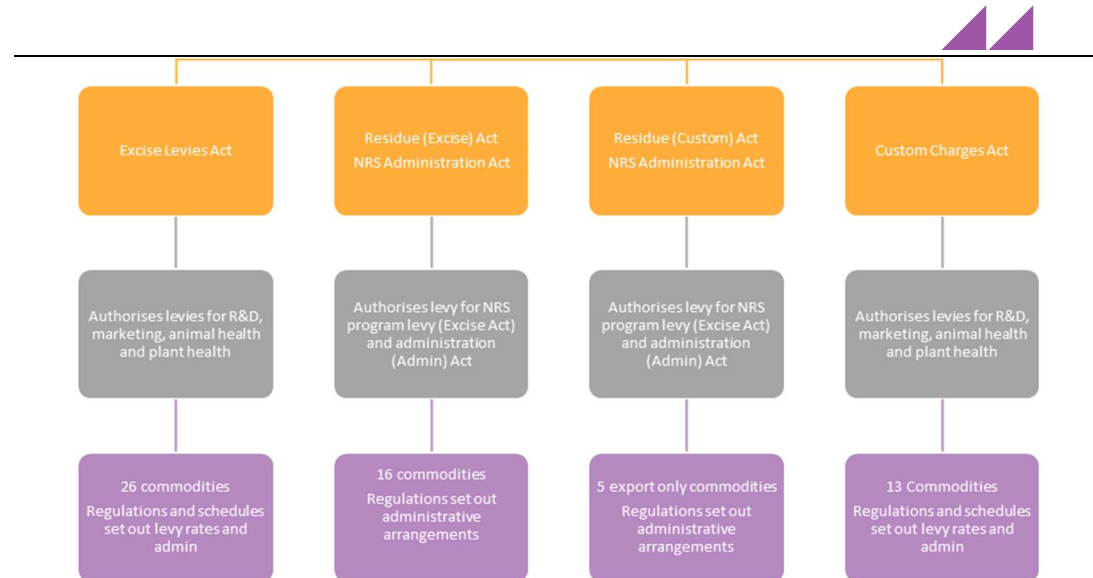 Excise Levies Act
Residue (Excise) Act
NRS Administration Act
Residue (Custom) Act
NRS Administration Act
Custom Charges Act
Authorises levies for R&D,
marketing, animal health
and plant health
Authorises levy for NRS
program levy (Excise Act)
and administration
(Admin) Act
Authorises levy for NRS
program levy (Excise Act)
and administration
(Admin) Act
Authorises levies for R&D,
marketing, animal health
and plant health
26 commodities
Regulations and schedules
set out levy rates and
admin
16 commodities
Regulations set out
administrative
arrangements
5 export only commodities
Regulations set out
administrative
arrangements
13 Commodities
Regulations and schedules
set out levy rates and
admin